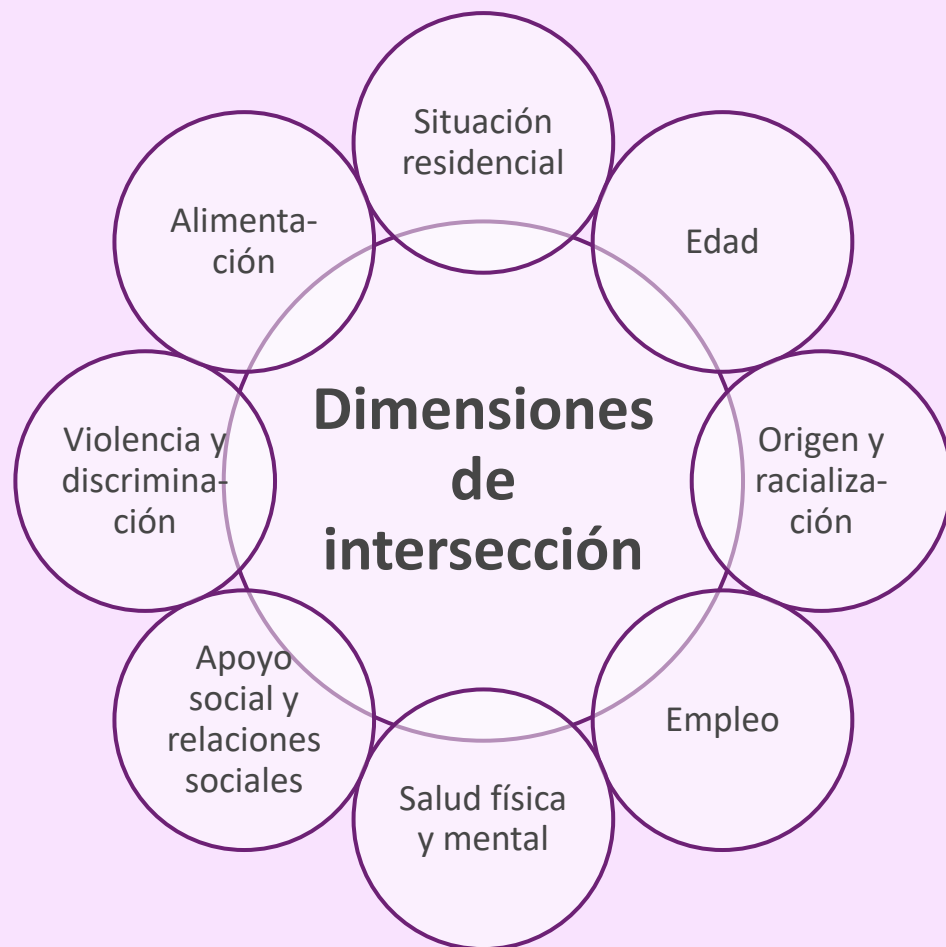 Situación
residencial
Edad
Origen y
racializa-
ción
Empleo
Salud física
y mental
Apoyo
social y
relaciones
sociales
Violencia y
discrimina-
ción
Alimenta-
ción
Dimensiones
de
intersección